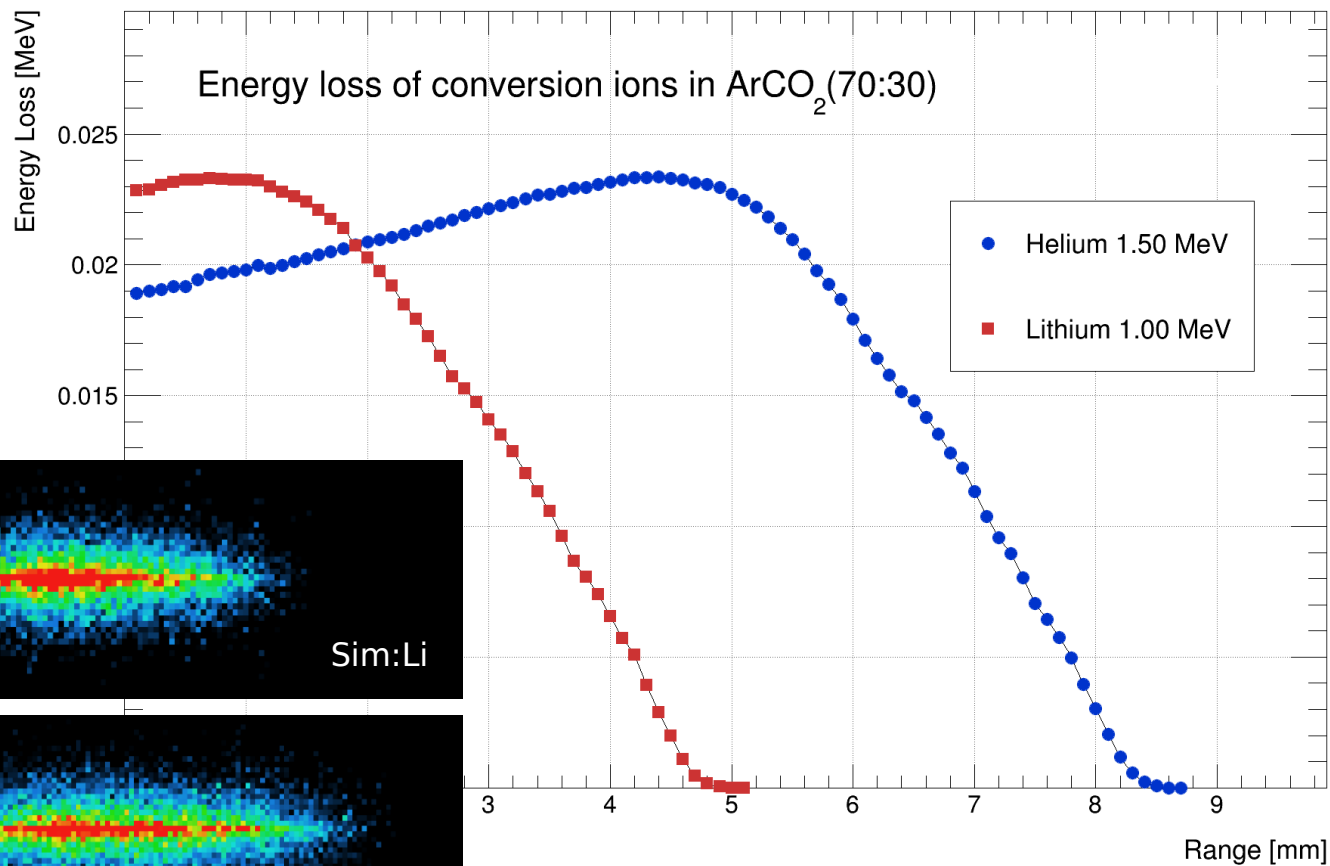 Energy Loss [MeV]
Energy loss of conversion ions in ArCO2(70:30)
0.025
0.02
0.015
Helium 1.50 MeV
Lithium 1.00 MeV
Sim:Li
3 4 5 6 7 8 9
Range [mm]